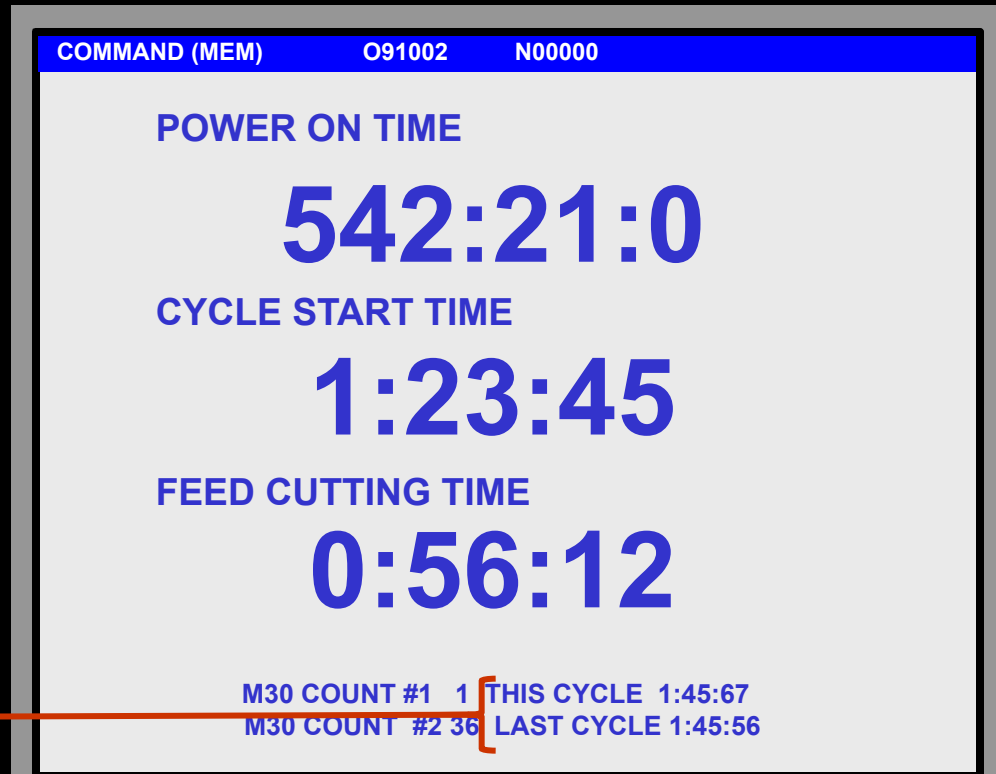 COMMAND (MEM) O91002 N00000
POWER ON TIME
542:21:0
CYCLE START TIME
1:23:45
FEED CUTTING TIME
0:56:12
M30 COUNT #1 1 THIS CYCLE 1:45:67
M30 COUNT #2 36 LAST CYCLE 1:45:56